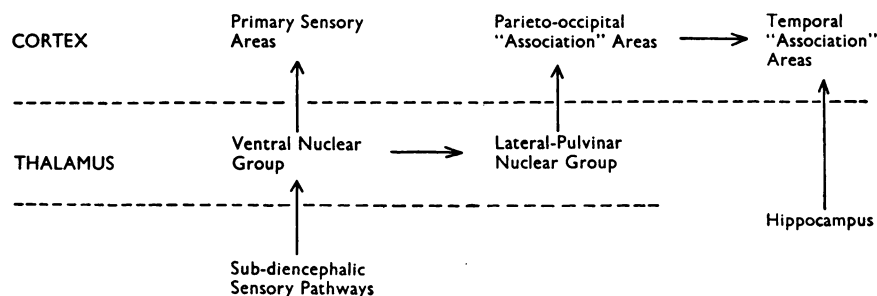 CORTEX
Primary Sensory
Areas
Parieto-occipital
"Association" Areas
Temporal
"Association"
Areas
THALAMUS
Ventral Nuclear
Group
Lateral-Pulvinar
Nuclear Group
Hippocampus
Sub-diencephalic
Sensory Pathways